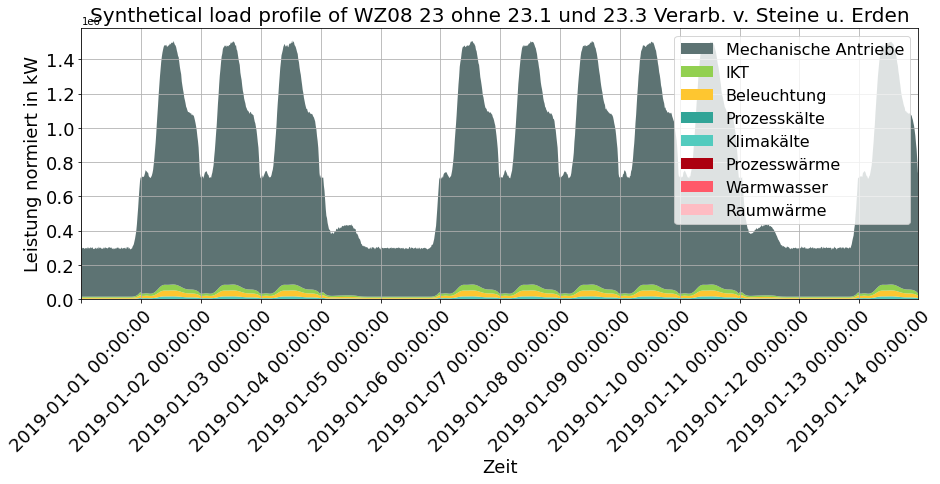 Synthetical load profile of WZ08 23 ohne 23.1 und 23.3 Verarb. v. Steine u. Erden
1e6
Leistung normiert in kW
1.4
1.2
1.0
0.8
0.6
0.4
0.2
0.0
Mechanische Antriebe
IKT
Beleuchtung
Prozesskälte
Klimakälte
Prozesswärme
Warmwasser
Raumwärme
2019-01-01 00:00:00
2019-01-02 00:00:00
2019-01-03 00:00:00
2019-01-04 00:00:00
2019-01-05 00:00:00
2019-01-06 00:00:00
2019-01-07 00:00:00
2019-01-08 00:00:00
2019-01-09 00:00:00
2019-01-10 00:00:00
2019-01-11 00:00:00
2019-01-12 00:00:00
2019-01-13 00:00:00
2019-01-14 00:00:00
Zeit